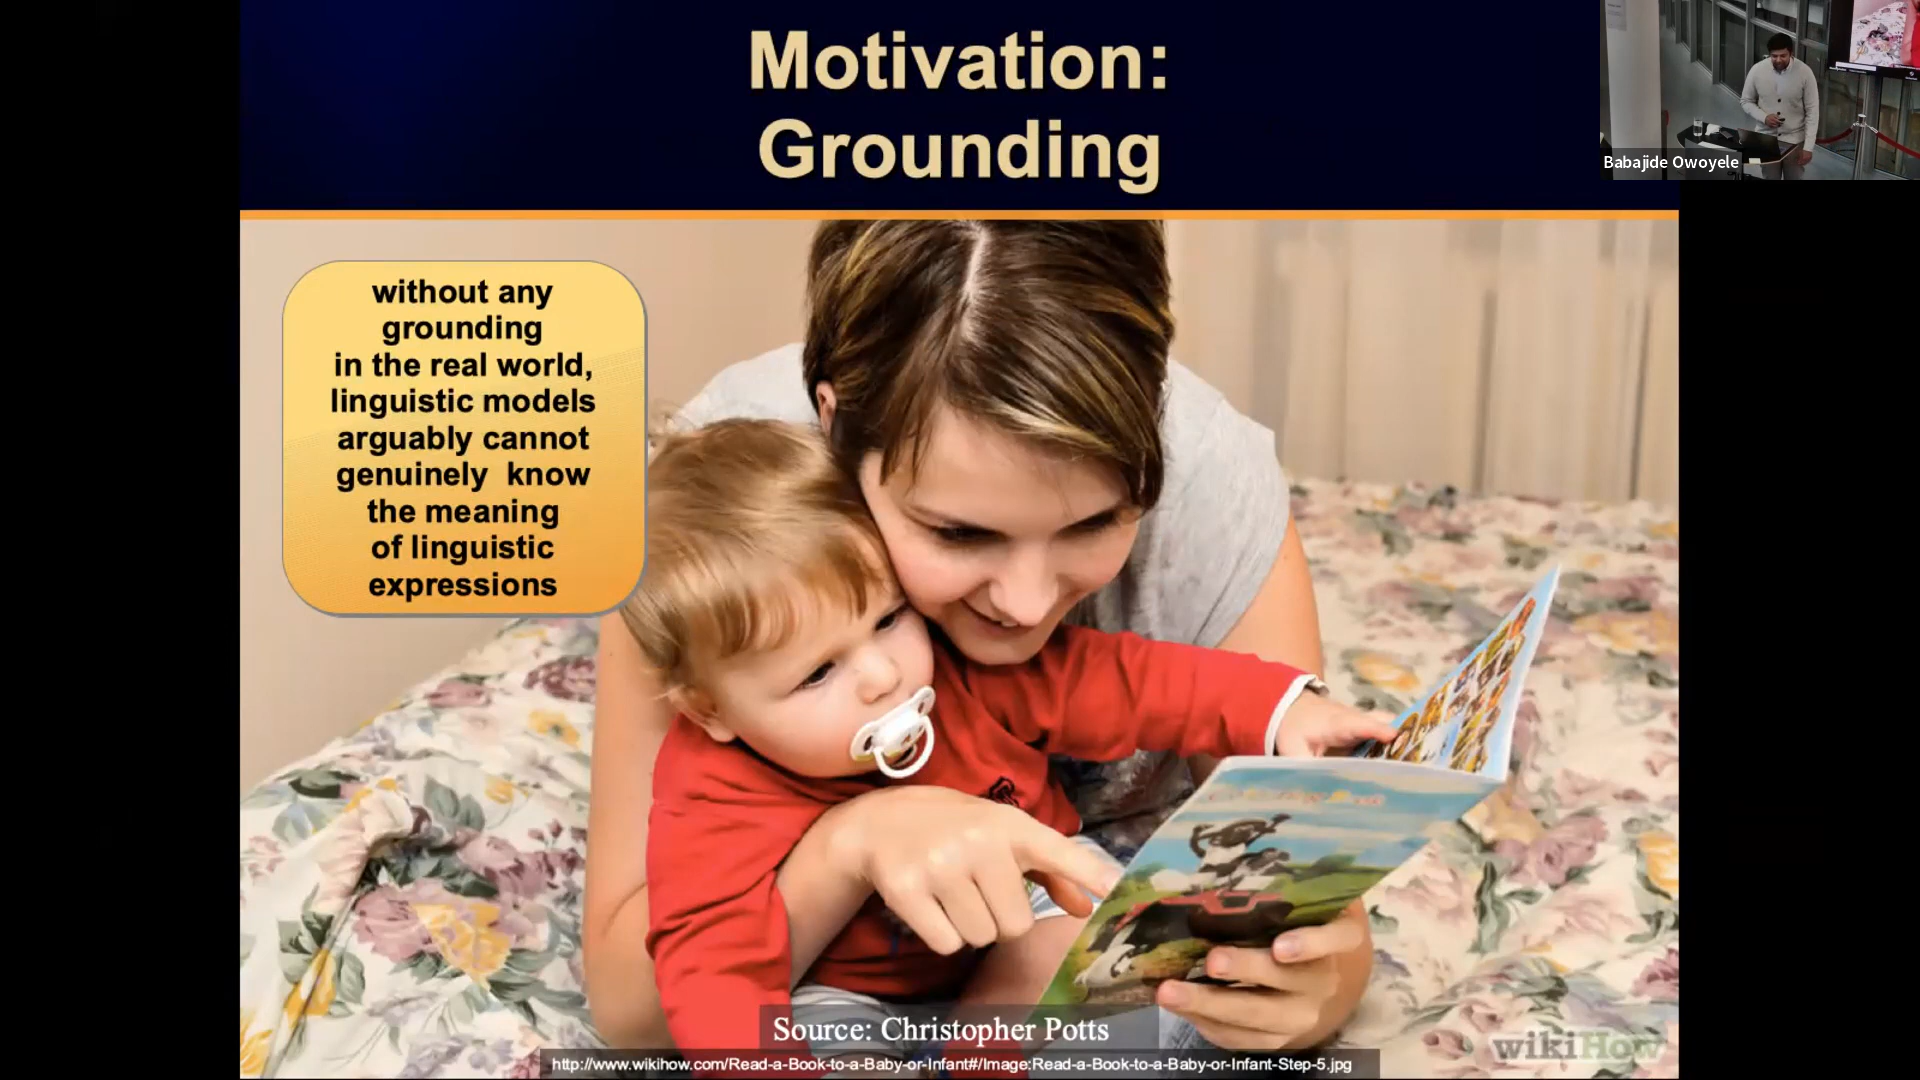 Motivation:
Grounding
Babajide Owoyele
without any
grounding
in the real world,
linguistic models
arguably cannot
genuinely know
the meaning
of linguistic
expressions
Source: Christopher Potts
wikiHow
http://www.wikihow.com/Read-a-Book-to-a-Baby-or-Infant#/Image:Read-a-Book-to-a-Baby-or-Infant-Step-5.jpg